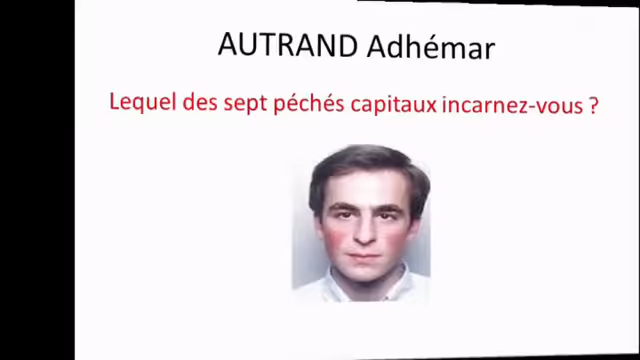 AUTRAND Adhémar
Lequel des sept péchés capitaux incarnez-vous ?